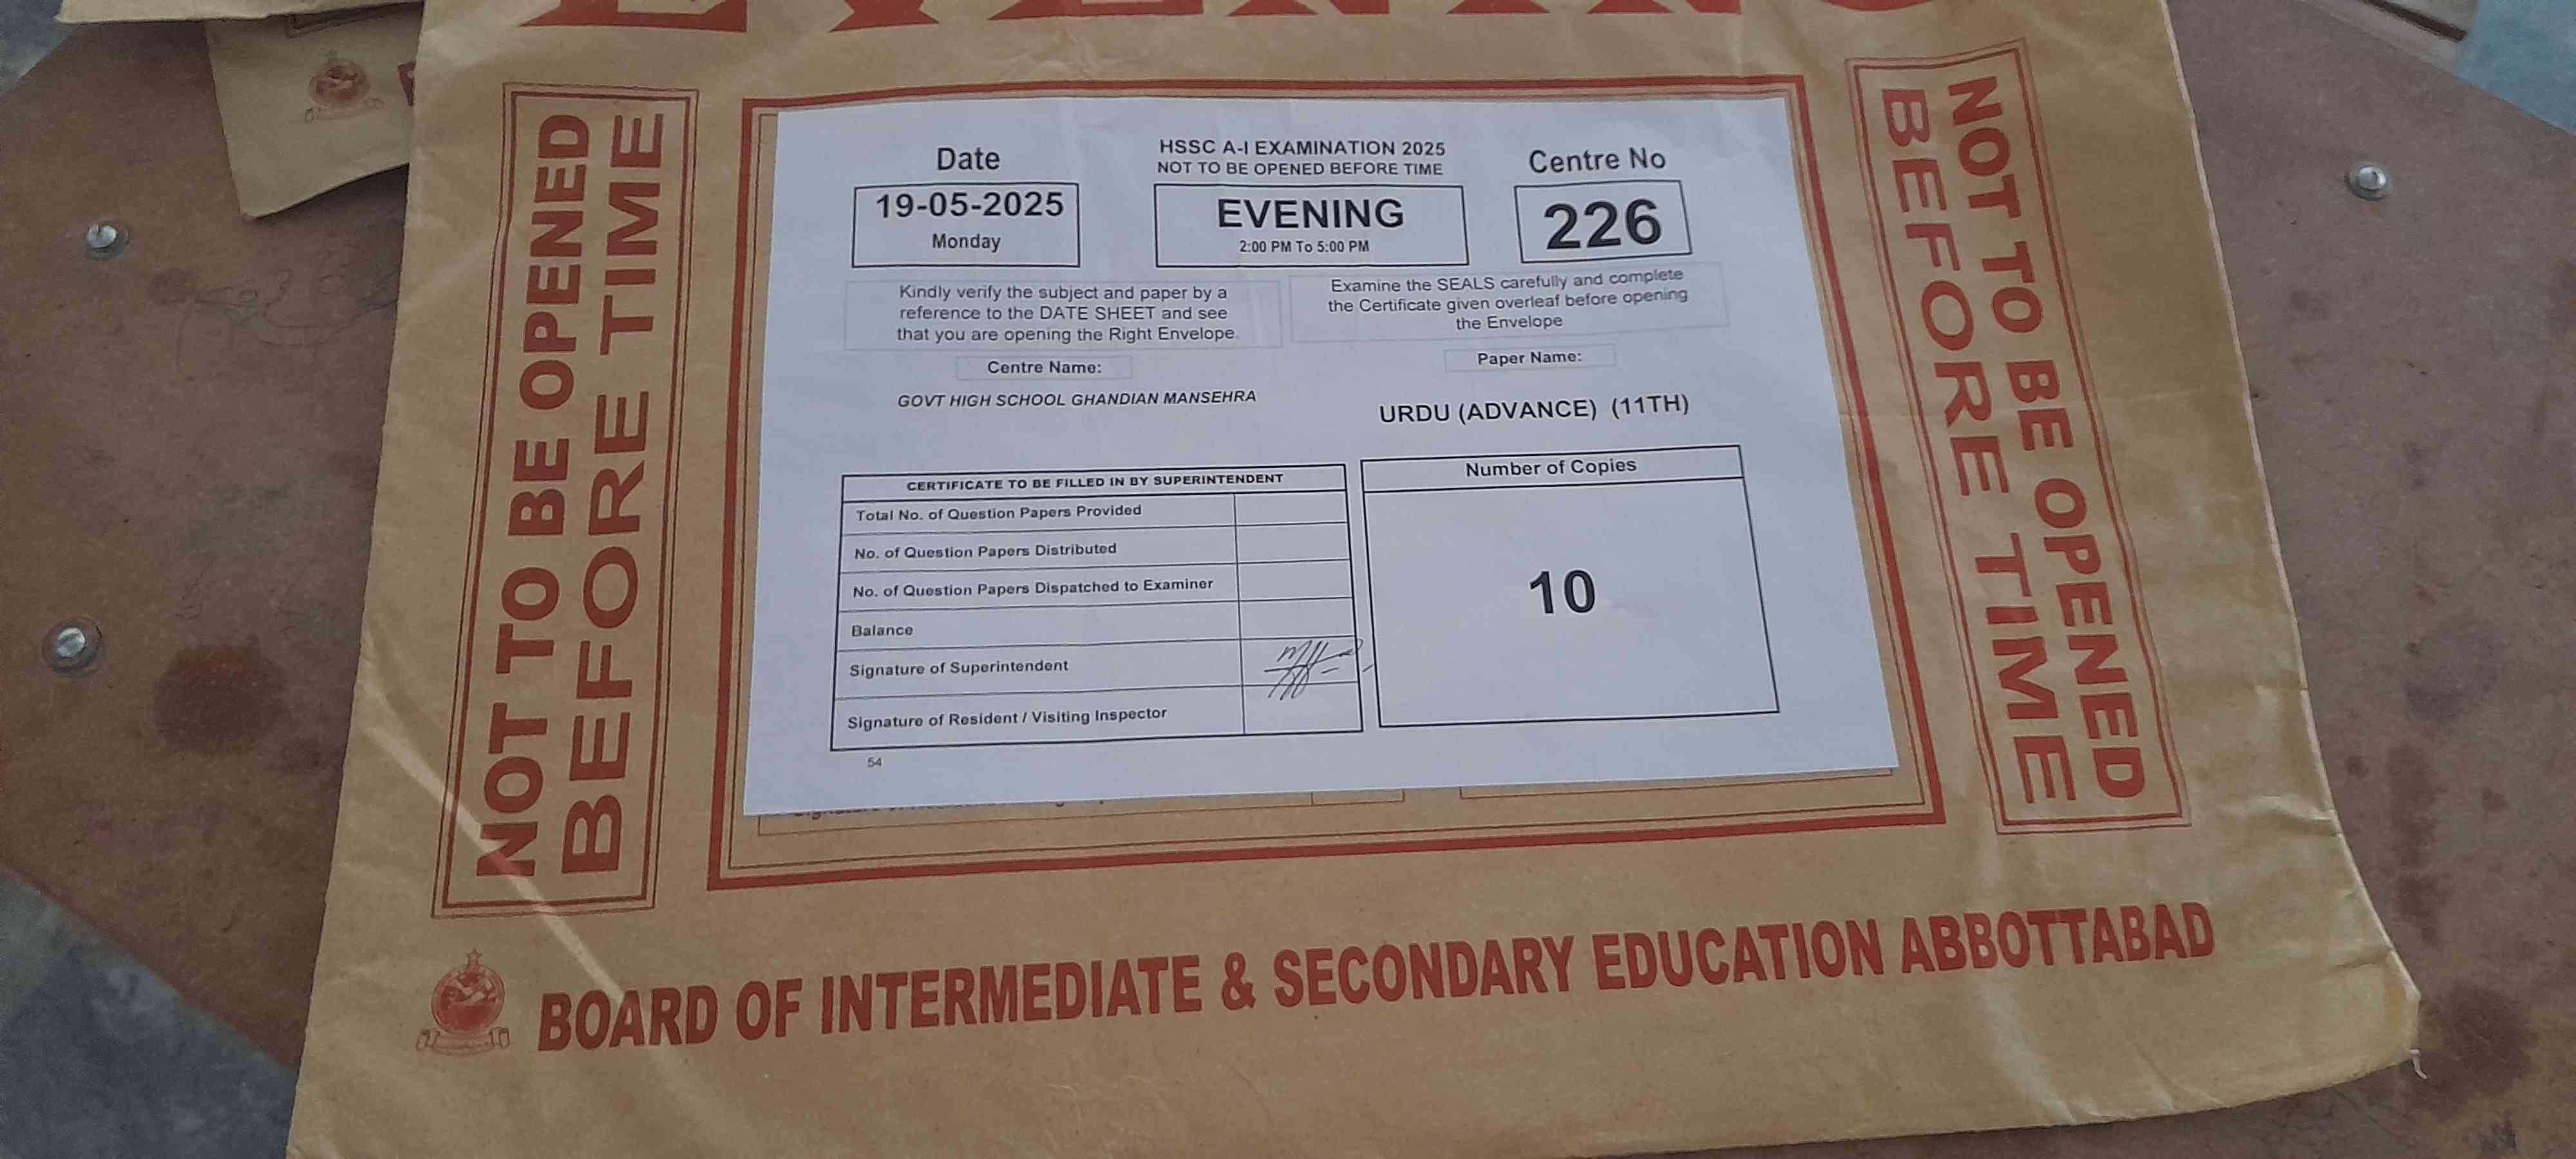 EVENING
NOT TO BE OPENED
BEFORE TIME
Date
19-05-2025
Monday
HSSC A-I EXAMINATION 2025
NOT TO BE OPENED BEFORE TIME
EVENING
2:00 PM To 5:00 PM
Centre No
226
Kindly verify the subject and paper by a
reference to the DATE SHEET and see
that you are opening the Right Envelope.
Examine the SEALS carefully and complete
the Certificate given overleaf before opening
the Envelope
Centre Name:
GOVT HIGH SCHOOL GHANDIAN MANSEHRA
Paper Name:
URDU (ADVANCE) (11TH)
CERTIFICATE TO BE FILLED IN BY SUPERINTENDENT
Total No. of Question Papers Provided
No. of Question Papers Distributed
No. of Question Papers Dispatched to Examiner
Balance
Signature of Superintendent
Signature of Resident / Visiting Inspector
Number of Copies
10
54
NOT TO BE OPENED
BEFORE TIME
BOARD OF INTERMEDIATE & SECONDARY EDUCATION ABBOTTABAD